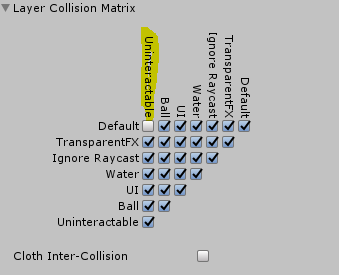 Layer Collision Matrix
Uninteractable
Ball
UI
Water
Ignore Raycast
TransparentFX
Default
Default
TransparentFX
Ignore Raycast
Water
UI
Ball
Uninteractable
Cloth Inter-Collision